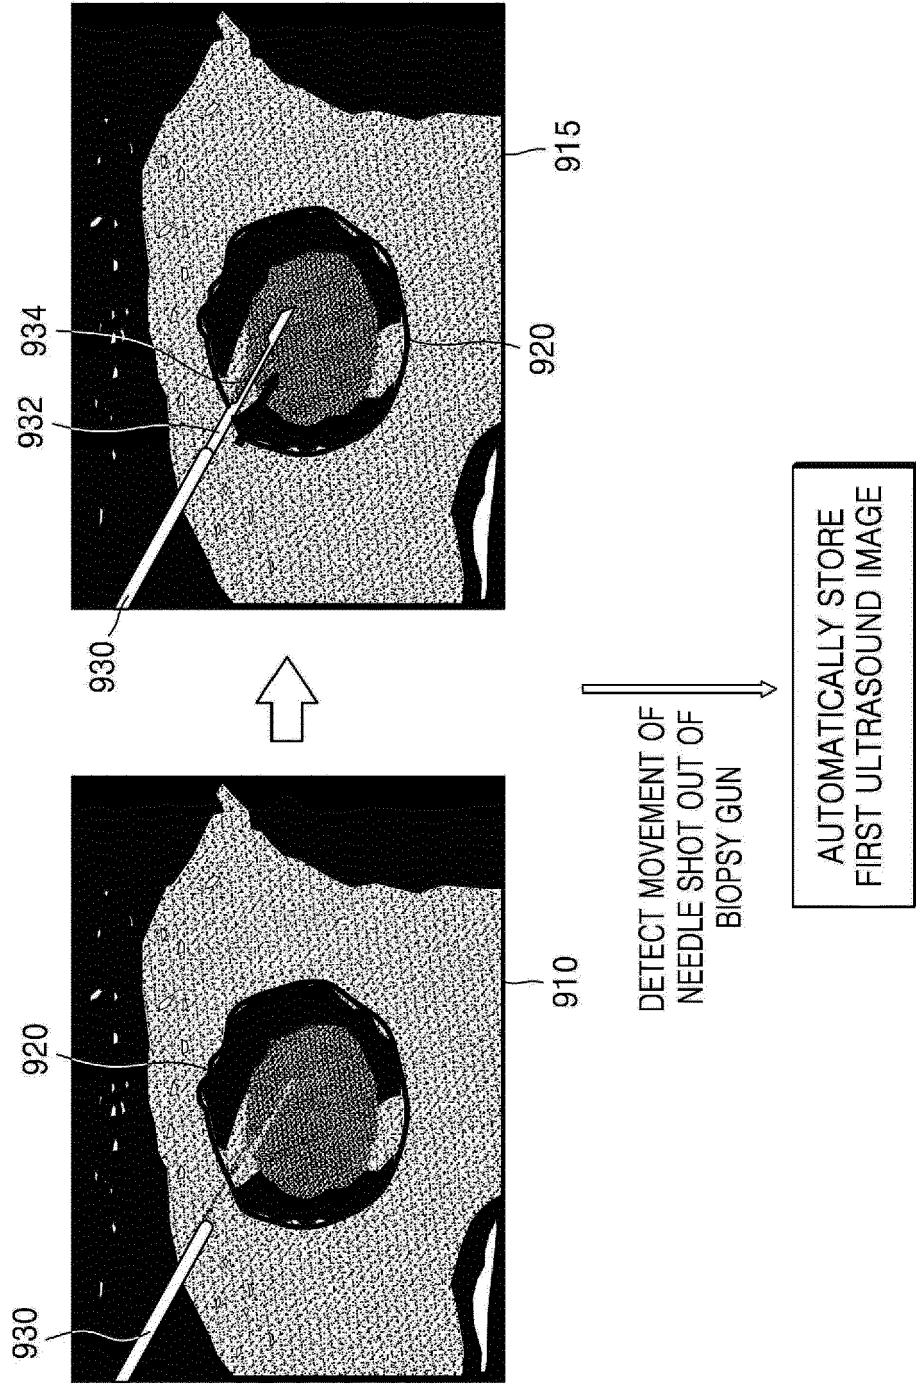 930
920
910
930
932
934
920
915
DETECT MOVEMENT OF
NEEDLE SHOT OUT OF
BIOPSY GUN
AUTOMATICALLY STORE
FIRST ULTRASOUND IMAGE